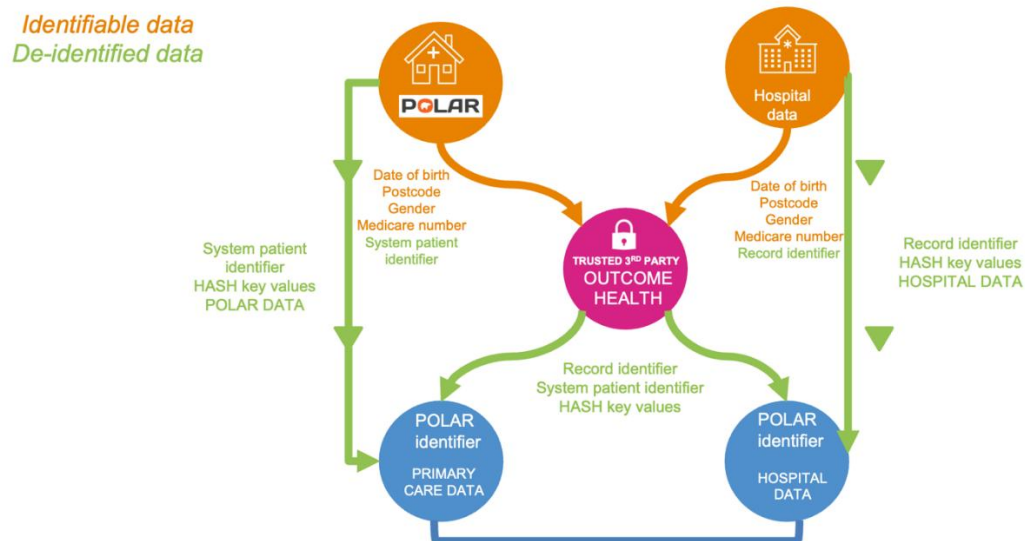 Identifiable data
De-identified data
POLAR
Hospital
data
Date of birth
Postcode
Gender
Medicare number
System patient
identifier
Date of birth
Postcode
Gender
Medicare number
Record identifier
TRUSTED 3RD PARTY
OUTCOME
HEALTH
System patient
identifier
HASH key values
POLAR DATA
Record identifier
HASH key values
HOSPITAL DATA
Record identifier
System patient identifier
HASH key values
POLAR
identifier
PRIMARY
CARE DATA
POLAR
identifier
HOSPITAL
DATA